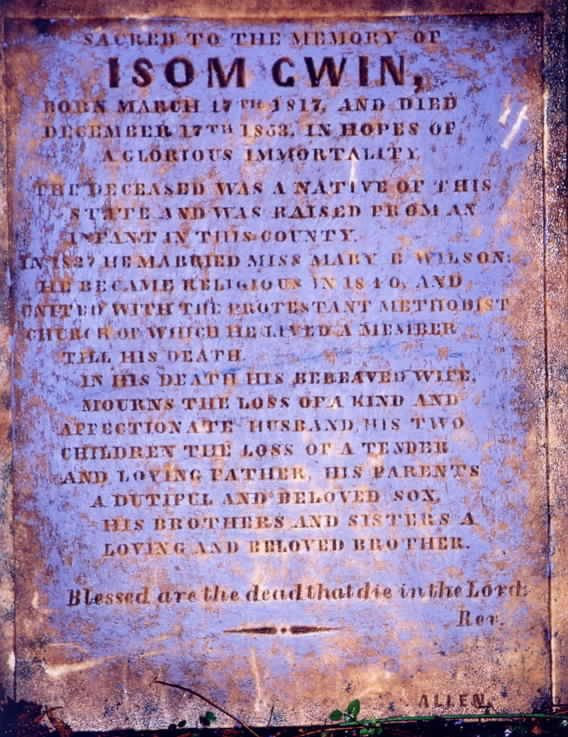 SACRED TO THE MEMORY OF
ISOM GWIN,
BORN MARCH 17TH 1817, AND DIED
DECEMBER 17TH 1853, IN HOPES OF
A GLORIOUS IMMORTALITY.
THE DECEASED WAS A NATIVE OF THIS
STATE AND WAS RAISED FROM AN
INFANT IN THIS COUNTY.
IN 1837 HE MARRIED MISS MARY B WILSON;
HE BECAME RELIGIOUS IN 1840, AND
UNITED WITH THE PROTESTANT METHODIST
CHURCH OF WHICH HE LIVED A MEMBER
TILL HIS DEATH.
IN HIS DEATH HIS BEREAVED WIFE,
MOURNS THE LOSS OF A KIND AND
AFFECTIONATE HUSBAND, HIS TWO
CHILDREN THE LOSS OF A TENDER
AND LOVING FATHER, HIS PARENTS
A DUTIFUL AND BELOVED SON,
HIS BROTHERS AND SISTERS A
LOVING AND BELOVED BROTHER.
Blessed are the dead that die in the Lord:
Rev.
ALLEN.